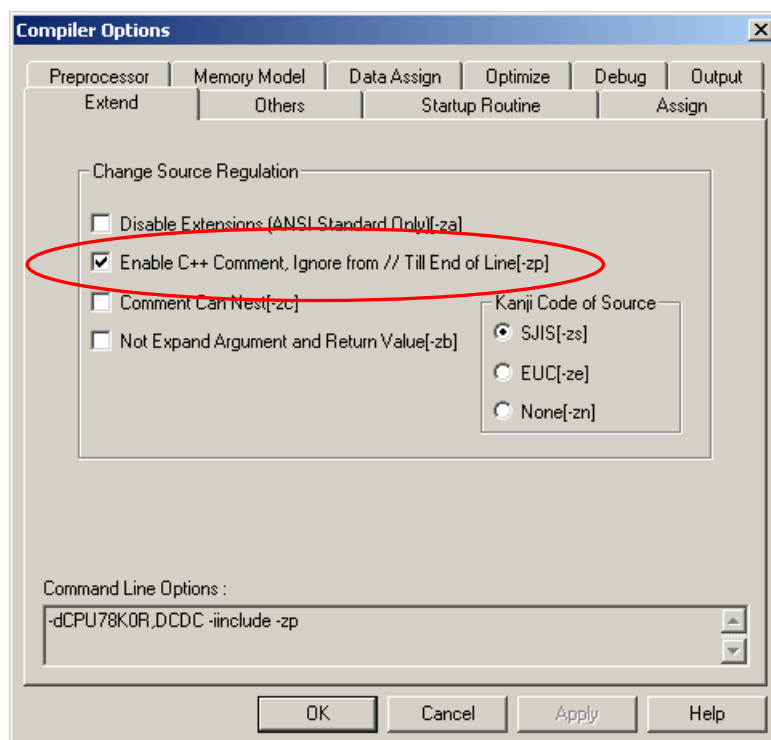 Compiler Options
Preprocessor Memory Model Data Assign Optimize Debug Output
Extend Others Startup Routine Assign
Change Source Regulation
Disable Extensions (ANSI Standard Only)[-za]
Enable C++ Comment, Ignore from // Till End of Line[-zp]
Comment Can Nest[-zc]
Not Expand Argument and Return Value[-zb]
Kanji Code of Source
SJIS[-zs]
EUC[-ze]
None[-zn]
Command Line Options :
-dCPU78K0R,DCDC -iinclude -zp
OK Cancel Apply Help